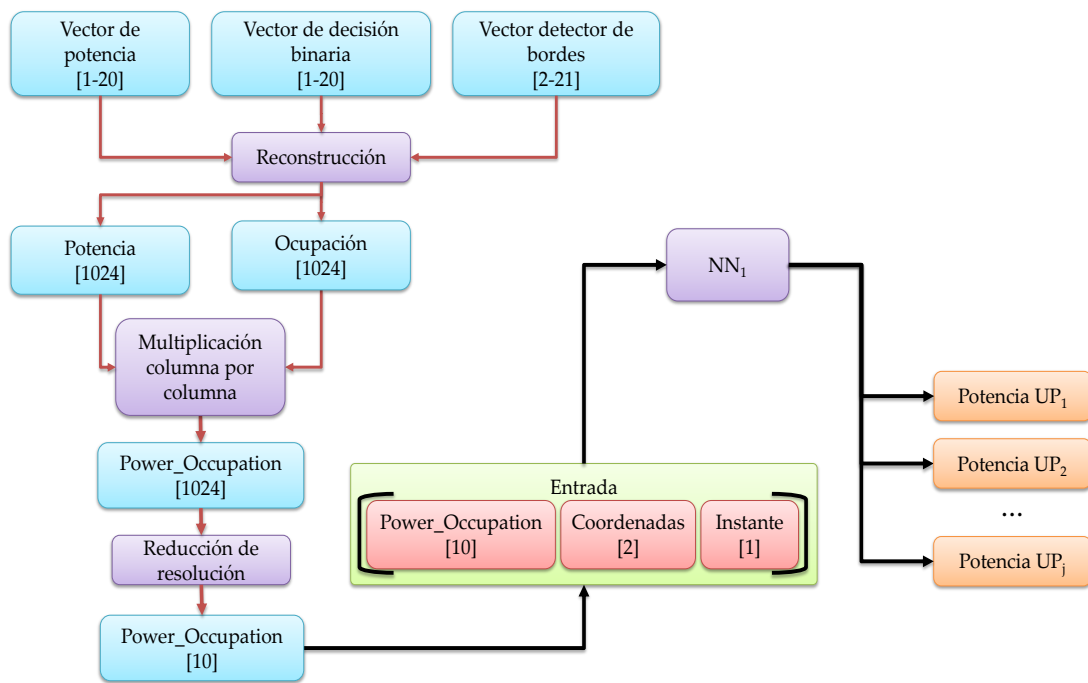 Vector de
potencia
[1-20]
Vector de decisión
binaria
[1-20]
Vector detector de
bordes
[2-21]
Reconstrucción
Potencia
[1024]
Ocupación
[1024]
NN1
Multiplicación
columna por
columna
Potencia UP1
Power_Occupation
[1024]
Potencia UP2
...
Entrada
Power_Occupation
[10]
Coordenadas
[2]
Instante
[1]
Reducción de
resolución
Potencia UPj
Power_Occupation
[10]